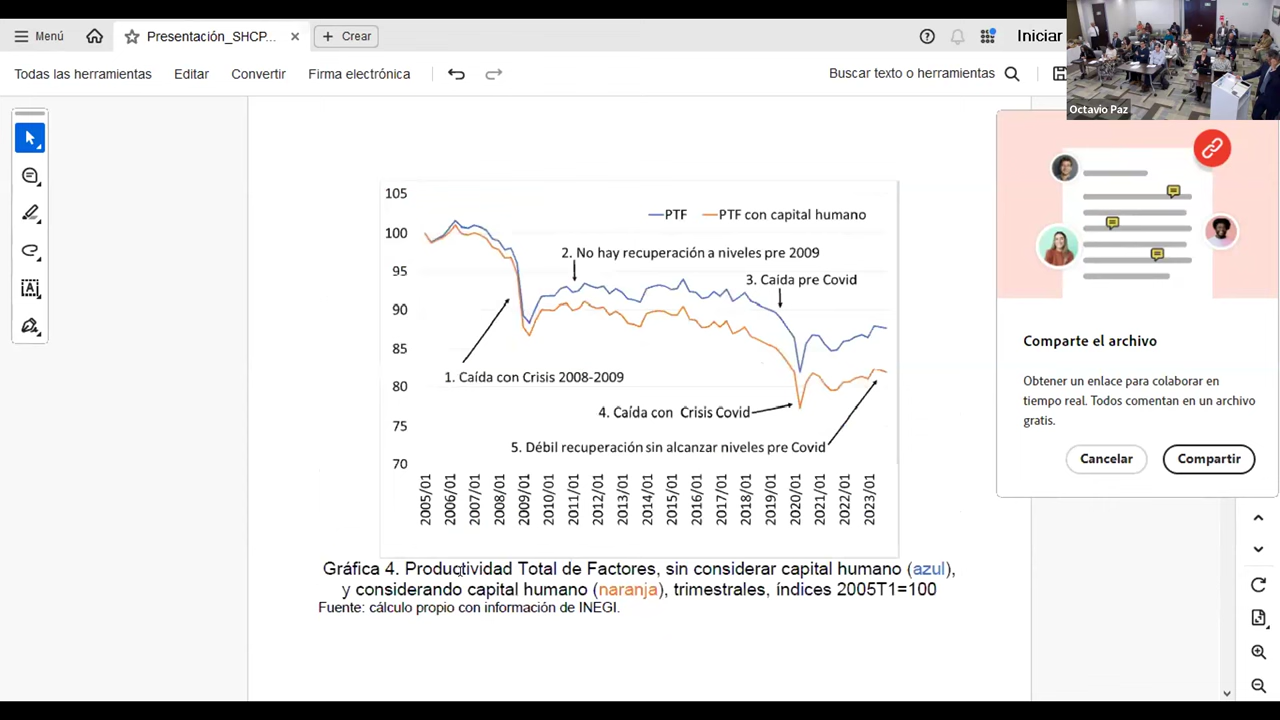 Menú
Presentación_SHCP...
Crear
Iniciar
Todas las herramientas
Editar
Convertir
Firma electrónica
Buscar texto o herramientas
Octavio Paz
105
100
95
90
85
80
75
70
PTF
PTF con capital humano
2. No hay recuperación a niveles pre 2009
3. Caída pre Covid
1. Caída con Crisis 2008-2009
4. Caída con Crisis Covid
5. Débil recuperación sin alcanzar niveles pre Covid
2005/01
2006/01
2007/01
2008/01
2009/01
2010/01
2011/01
2012/01
2013/01
2014/01
2015/01
2016/01
2017/01
2018/01
2019/01
2020/01
2021/01
2022/01
2023/01
Gráfica 4. Productividad Total de Factores, sin considerar capital humano (azul),
y considerando capital humano (naranja), trimestrales, índices 2005T1=100
Fuente: cálculo propio con información de INEGI.
Comparte el archivo
Obtener un enlace para colaborar en
tiempo real. Todos comentan en un archivo
gratis.
Cancelar
Compartir